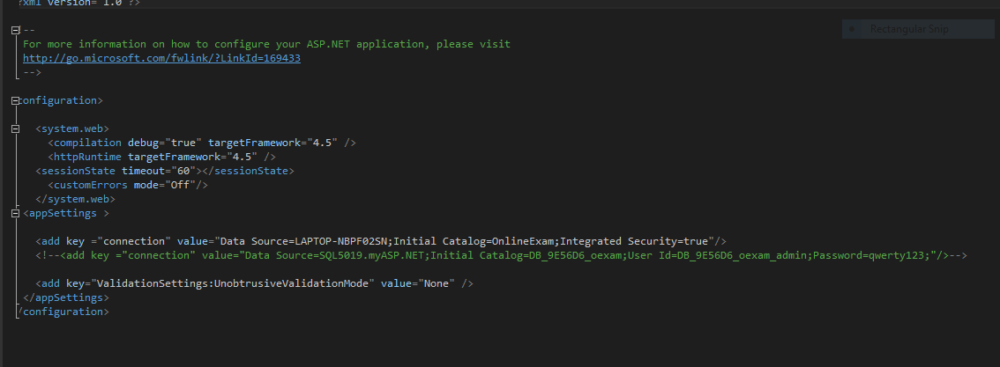 ?xml version="1.0"?>
!--
For more information on how to configure your ASP.NET application, please visit
http://go.microsoft.com/fwlink/?LinkId=169433
-->
Rectangular Snip
configuration>
<system.web>
<compilation debug="true" targetFramework="4.5" />
<httpRuntime targetFramework="4.5" />
<sessionState timeout="60"></sessionState>
<customErrors mode="Off"/>
</system.web>
<appSettings >
<add key ="connection" value="Data Source=LAPTOP-NBPF02SN;Initial Catalog=OnlineExam;Integrated Security=true"/>
<!--<add key ="connection" value="Data Source=SQL5019.myASP.NET;Initial Catalog=DB_9E56D6_oexam;User Id=DB_9E56D6_oexam_admin;Password=qwerty123;"/>-->
<add key="ValidationSettings:UnobtrusiveValidationMode" value="None" />
</appSettings>
/configuration>